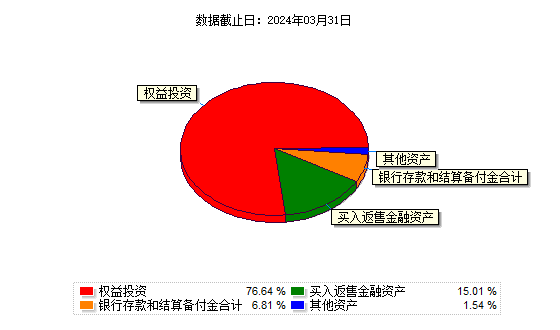 数据截止日：2024年03月31日
权益投资
其他资产
银行存款和结算备付金合计
买入返售金融资产
权益投资 76.64 % 买入返售金融资产 15.01 %
银行存款和结算备付金合计 6.81 % 其他资产 1.54 %